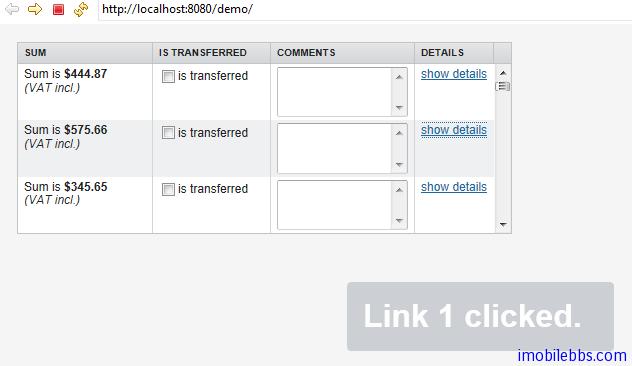 http://localhost:8080/demo/
SUM IS TRANSFERRED COMMENTS DETAILS
Sum is $444.87 is transferred show details
(VAT incl.)
Sum is $575.66 is transferred show details
(VAT incl.)
Sum is $345.65 is transferred show details
(VAT incl.)
Link 1 clicked.
imobilebbs.com